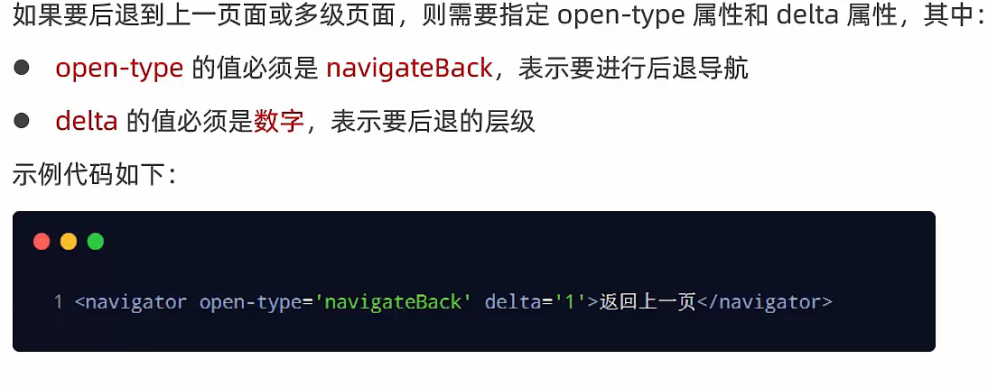 如果要后退到上一页面或多级页面，则需要指定 open-type 属性和 delta 属性，其中：
● open-type 的值必须是 navigateBack，表示要进行后退导航
● delta 的值必须是数字，表示要后退的层级
示例代码如下：
1 <navigator open-type='navigateBack' delta='1'>返回上一页</navigator>